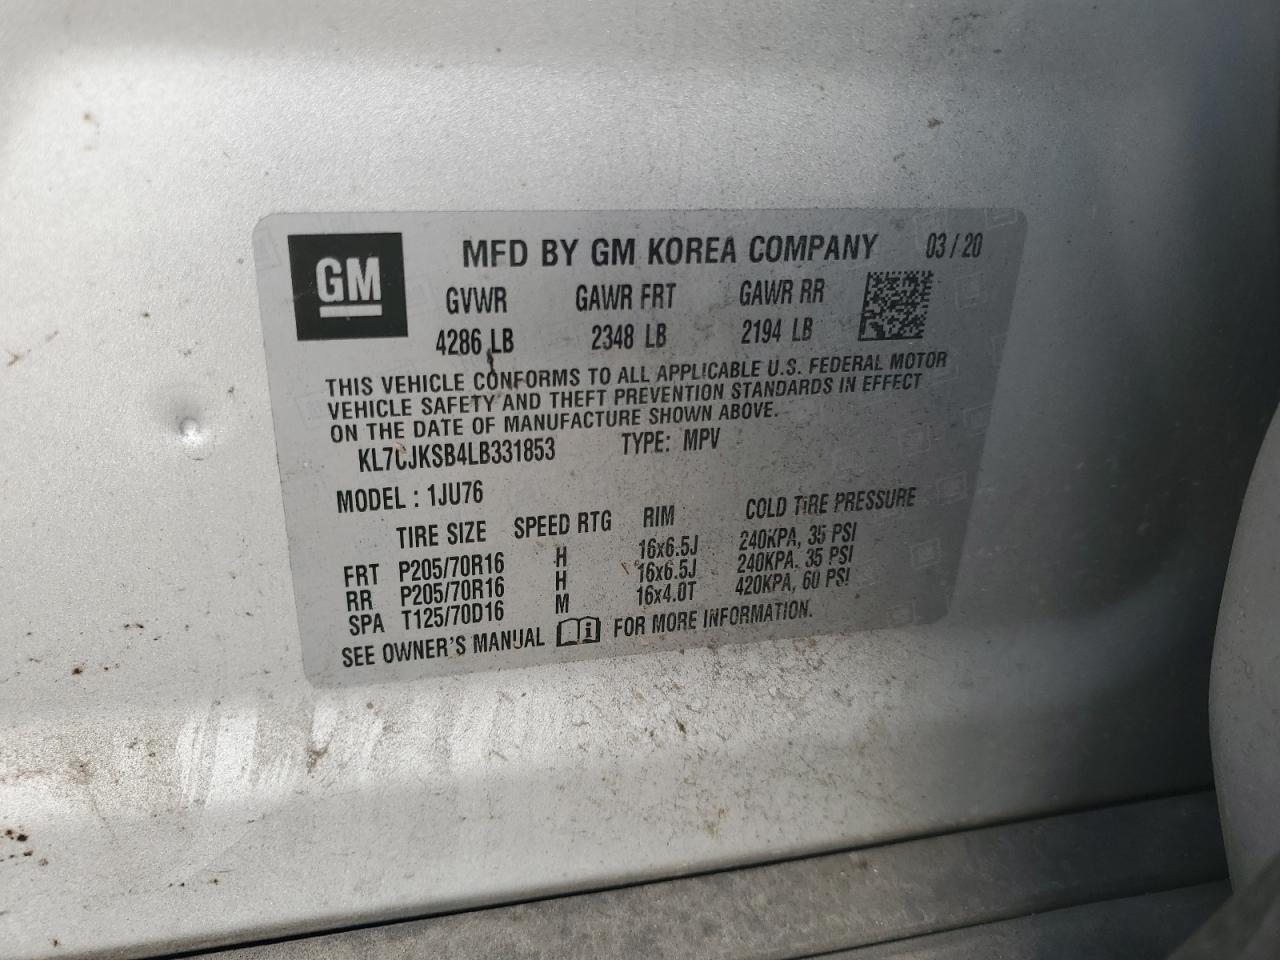 GM
MFD BY GM KOREA COMPANY 03/20
GVWR GAWR FRT GAWR RR
4286 LB 2348 LB 2194 LB
THIS VEHICLE CONFORMS TO ALL APPLICABLE U.S. FEDERAL MOTOR
VEHICLE SAFETY AND THEFT PREVENTION STANDARDS IN EFFECT
ON THE DATE OF MANUFACTURE SHOWN ABOVE.
KL7CJKSB4LB331853 TYPE: MPV
MODEL : 1JU76
TIRE SIZE SPEED RTG RIM COLD TIRE PRESSURE
FRT P205/70R16 H 16x6.5J 240KPA, 35 PSI
RR P205/70R16 H 16x6.5J 240KPA, 35 PSI
SPA T125/70D16 M 16x4.0T 420KPA, 60 PSI
SEE OWNER'S MANUAL i FOR MORE INFORMATION.